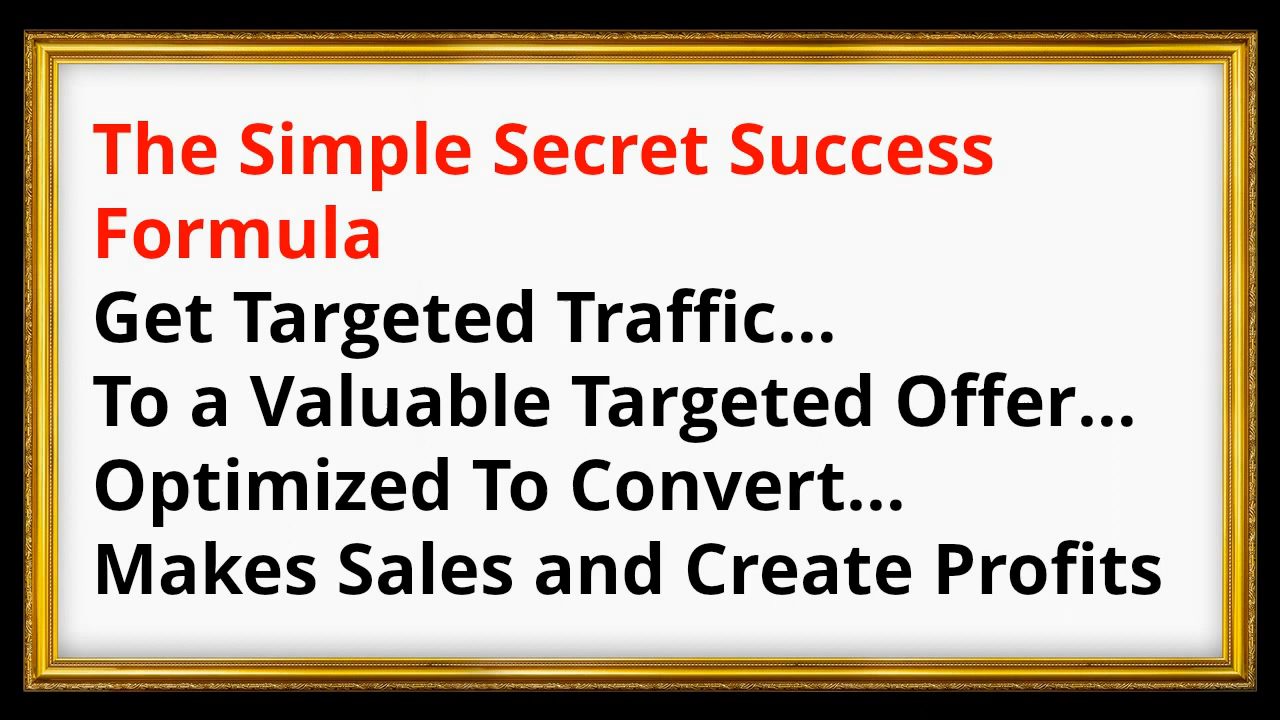 The Simple Secret Success
Formula
Get Targeted Traffic...
To a Valuable Targeted Offer...
Optimized To Convert...
Makes Sales and Create Profits